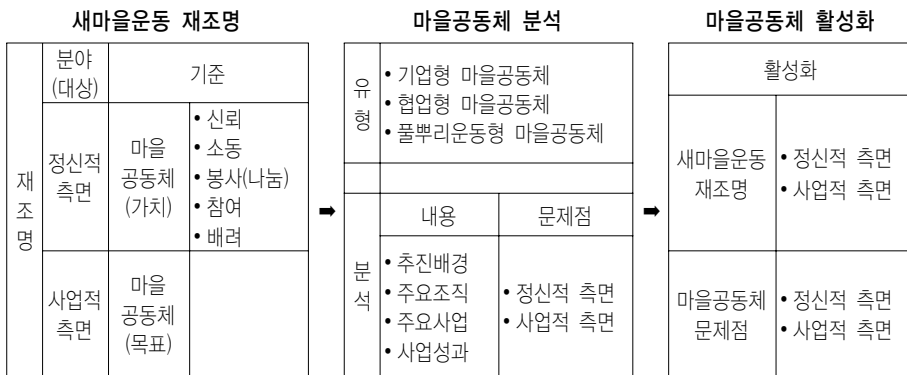 새마을운동 재조명
재조명
분야
(대상)
기준
정신적
측면
마을
공동체
(가치)
• 신뢰
• 소동
• 봉사(나눔)
• 참여
• 배려
사업적
측면
마을
공동체
(목표)
➡
마을공동체 분석
유형
• 기업형 마을공동체
• 협업형 마을공동체
• 풀뿌리운동형 마을공동체
분석
내용
문제점
• 추진배경
• 주요조직
• 주요사업
• 사업성과
• 정신적 측면
• 사업적 측면
➡
마을공동체 활성화
활성화
새마을운동
재조명
• 정신적 측면
• 사업적 측면
마을공동체
문제점
• 정신적 측면
• 사업적 측면